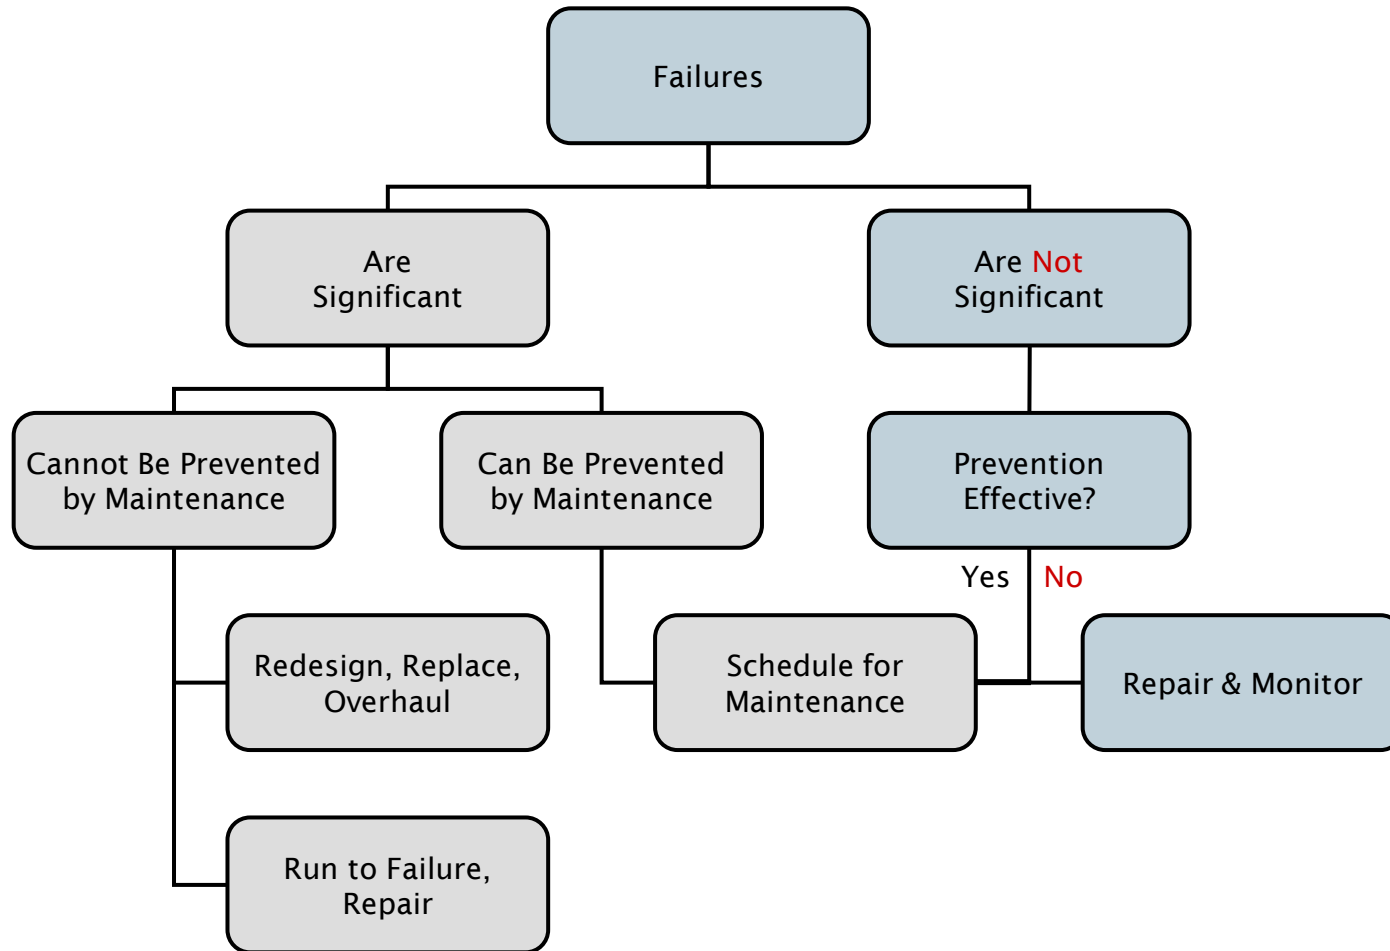 Failures
Are
Significant
Are Not
Significant
Cannot Be Prevented
by Maintenance
Can Be Prevented
by Maintenance
Prevention
Effective?
Yes No
Redesign, Replace,
Overhaul
Schedule for
Maintenance
Repair & Monitor
Run to Failure,
Repair